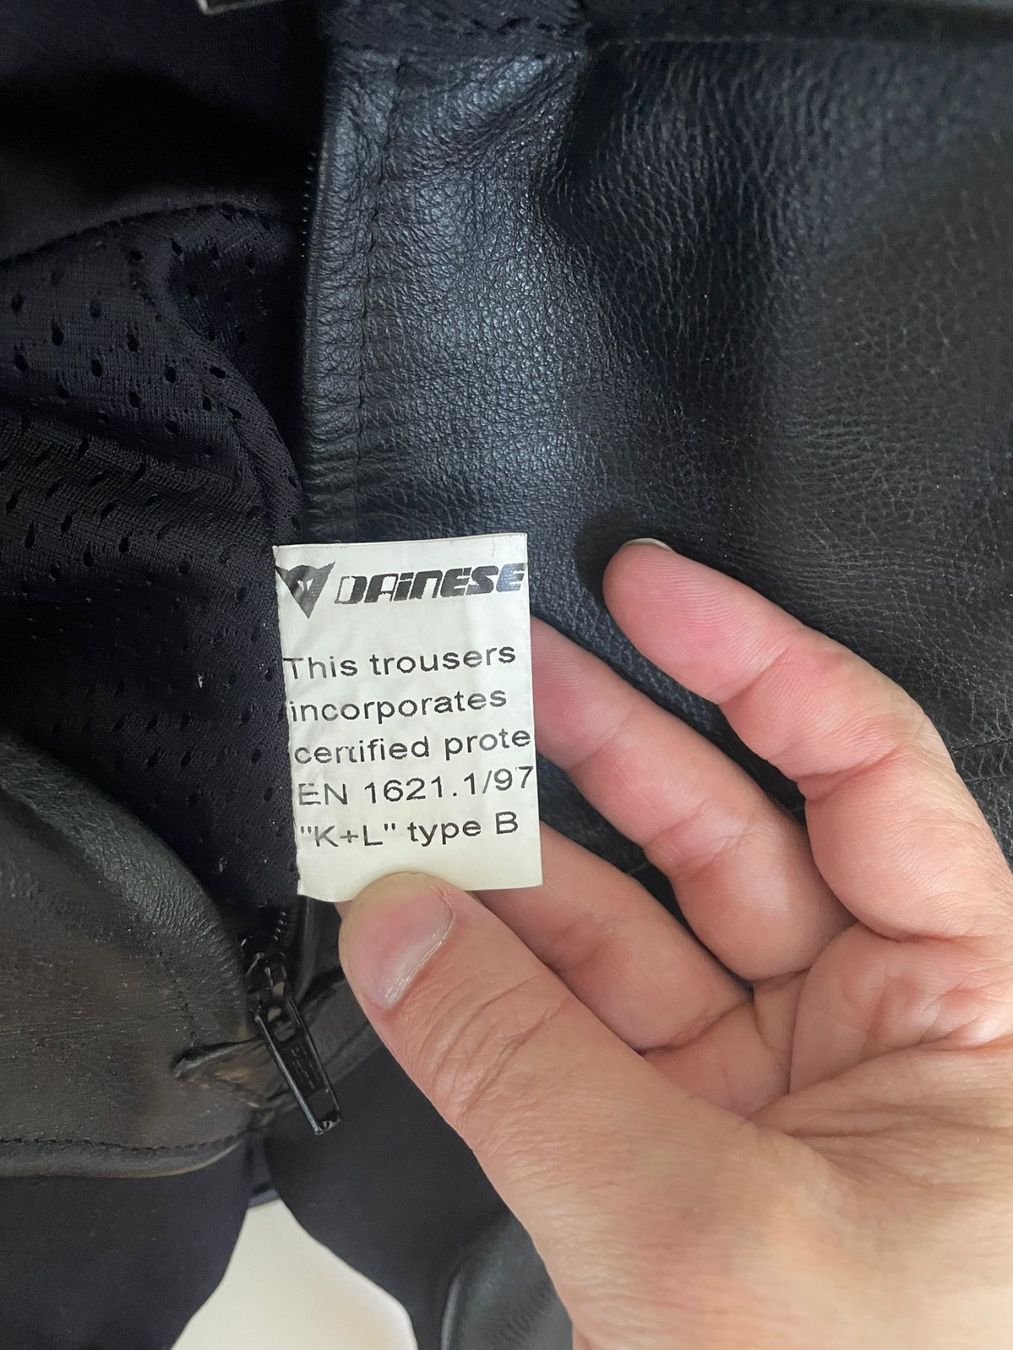 DAINESE
This trousers
incorporates
certified prote
EN 1621.1/97
"K+L" type B